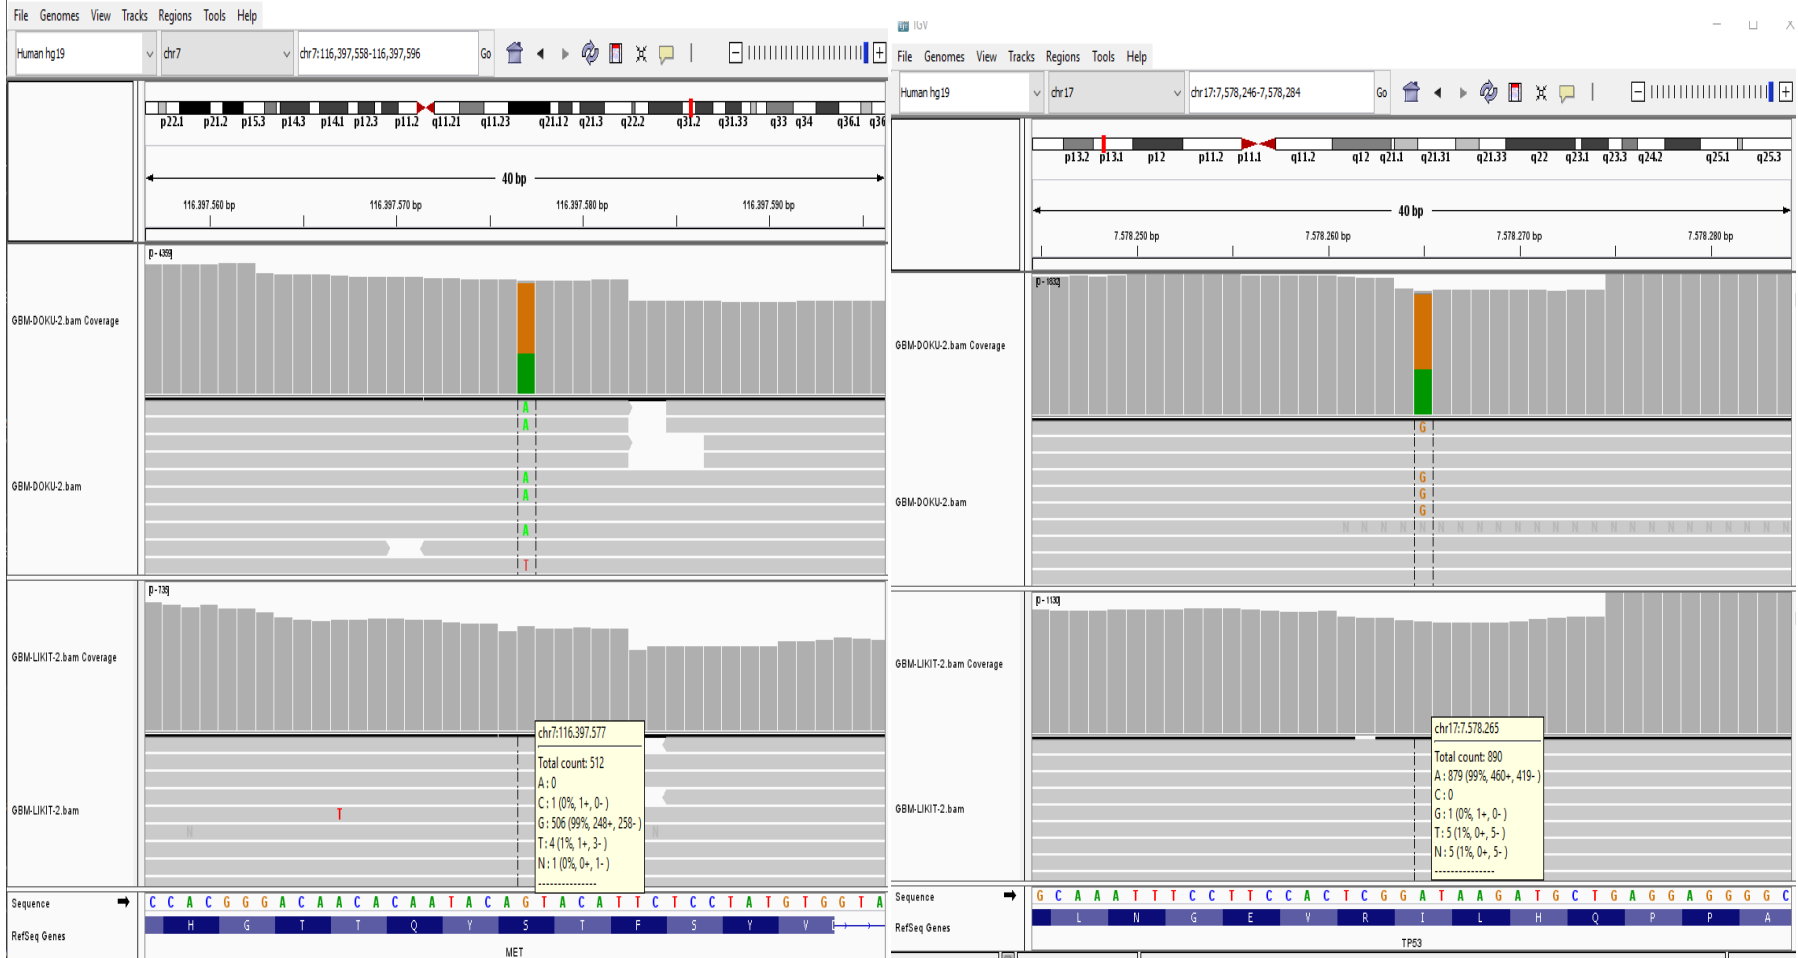 File Genomes View Tracks Regions Tools Help
Human hg19 chr7 chr7:116,397,558-116,397,596 Go
p22.1 p21.2 p15.3 p14.3 p14.1 p12.3 p11.2 q11.21 q11.23 q21.12 q21.3 q22.2 q31.2 q31.33 q33 q34 q36.1 q36
40 bp
116.397.560 bp 116.397.570 bp 116.397.580 bp 116.397.590 bp
[0 - 4359]
GBM-DOKU-2.bam Coverage
A
A
A
GBM-DOKU-2.bam
A
A
T
[0 - 735]
GBM-LIKIT-2.bam Coverage
chr7:116.397.577
Total count: 512
A : 0
C : 1 (0%, 1+, 0- )
G : 506 (99%, 248+, 258- )
T : 4 (1%, 1+, 3- )
N : 1 (0%, 0+, 1- )
---------------
GBM-LIKIT-2.bam
T
N N
Sequence C C A C G G G A C A A C A C A A T A C A G T A C A T T C T C C T A T G T G G T A
RefSeq Genes H G T T Q Y S T F S Y V
MET
IGV
File Genomes View Tracks Regions Tools Help
Human hg19 chr17 chr17:7,578,246-7,578,284 Go
p13.2 p13.1 p12 p11.2 p11.1 q11.2 q12 q21.1 q21.31 q21.33 q22 q23.1 q23.3 q24.2 q25.1 q25.3
40 bp
7.578.250 bp 7.578.260 bp 7.578.270 bp 7.578.280 bp
[0 - 1632]
GBM-DOKU-2.bam Coverage
G
G
G
GBM-DOKU-2.bam
G
N N N N N N N N N N N N N N N N N N N N N N N N
[0 - 1130]
GBM-LIKIT-2.bam Coverage
chr17:7.578.265
Total count: 890
A : 879 (99%, 460+, 419- )
C : 0
G : 1 (0%, 1+, 0- )
T : 5 (1%, 0+, 5- )
N : 5 (1%, 0+, 5- )
---------------
GBM-LIKIT-2.bam
Sequence G C A A A T T T C C T T C C A C T C G G A T A A G A T G C T G A G G A G G G G C
RefSeq Genes L N G E V R I L H Q P P A
TP53